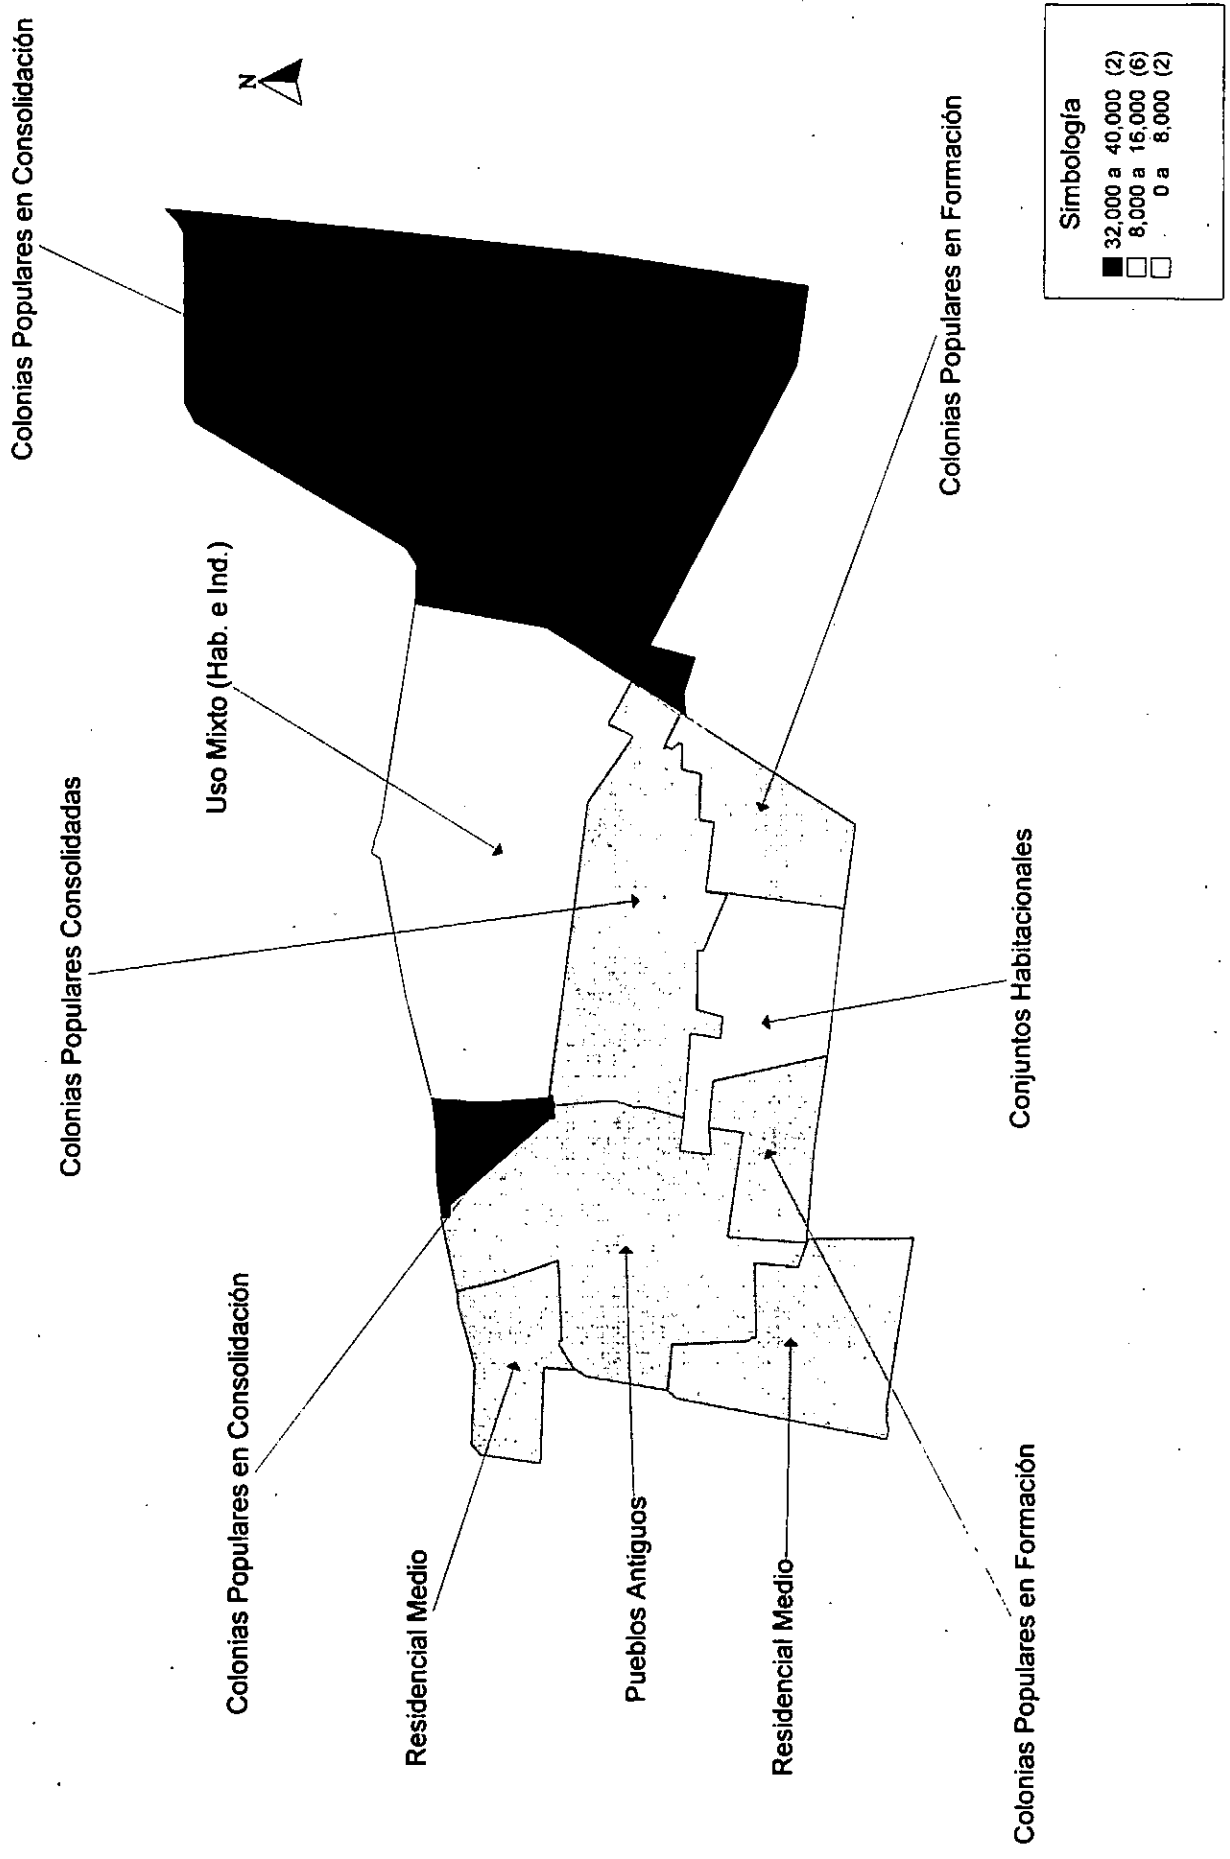 Colonias Populares en Consolidación
N
Uso Mixto (Hab. e Ind.)
Colonias Populares Consolidadas
Colonias Populares en Consolidación
Residencial Medio
Pueblos Antiguos
Residencial Medio
Colonias Populares en Formación
Conjuntos Habitacionales
Colonias Populares en Formación
Simbología
32,000 a 40,000 (2)
8,000 a 16,000 (6)
0 a 8,000 (2)